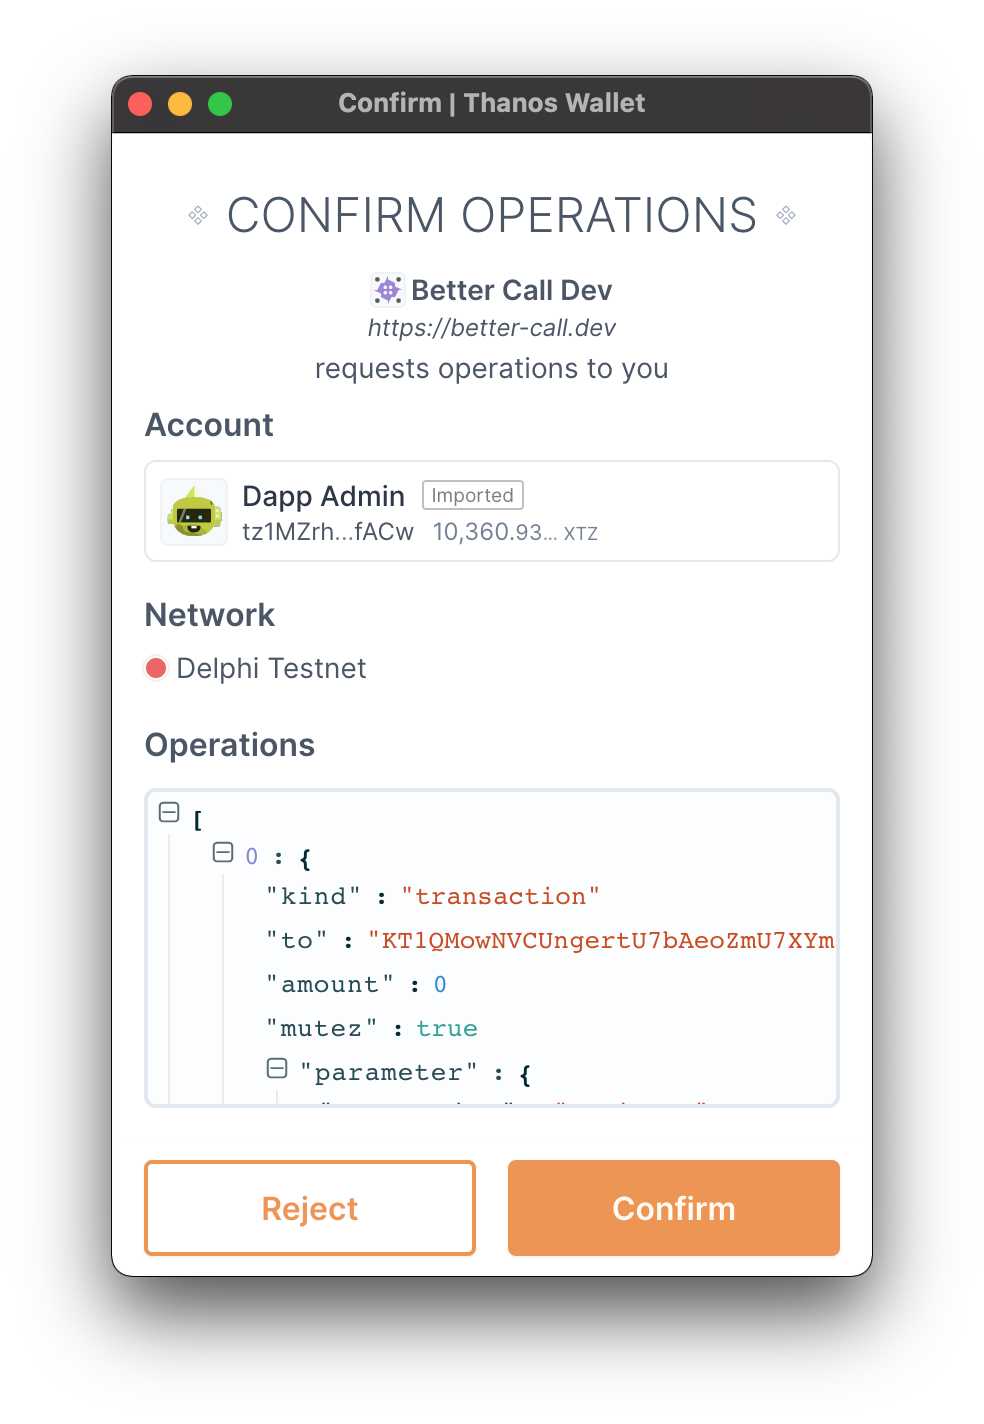 Confirm | Thanos Wallet
CONFIRM OPERATIONS
Better Call Dev
https://better-call.dev
requests operations to you
Account
Dapp Admin Imported
tz1MZrh...fACw 10,360.93... XTZ
Network
Delphi Testnet
Operations
[
0 : {
"kind" : "transaction"
"to" : "KT1QMowNVCUngertU7bAeoZmU7XYm
"amount" : 0
"mutez" : true
"parameter" : {
Reject Confirm